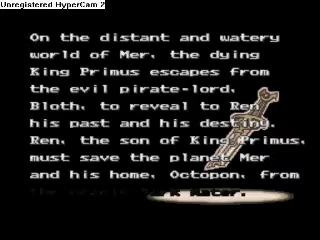 Unregistered HyperCam 2
On the distant and watery
world of Mer, the dying
King Primus escapes from
the evil pirate-lord,
Bloth, to reveal to Ren
his past and his destiny.
Ren, the son of King Primus,
must save the planet Mer
and his home, Octopon, from
Dark Water.